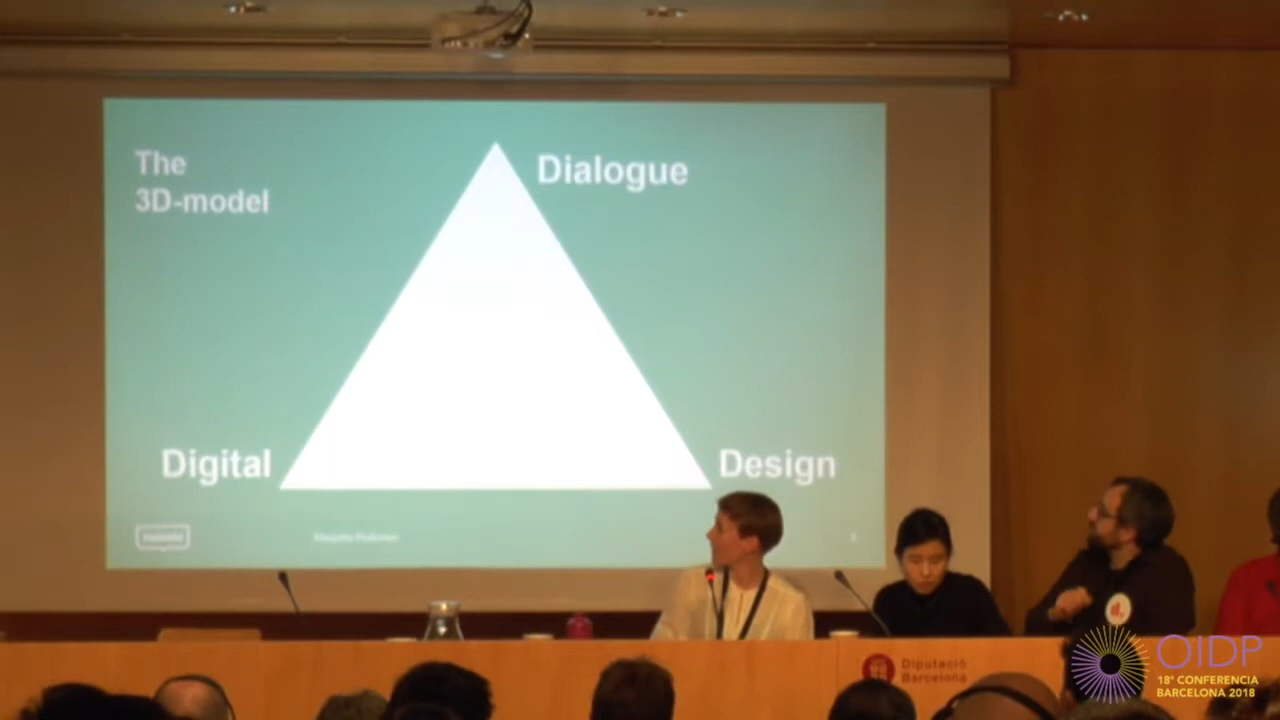 The
3D-model
Dialogue
Digital
Design
Diputació
Barcelona
OIDP
18ª CONFERENCIA
BARCELONA 2018